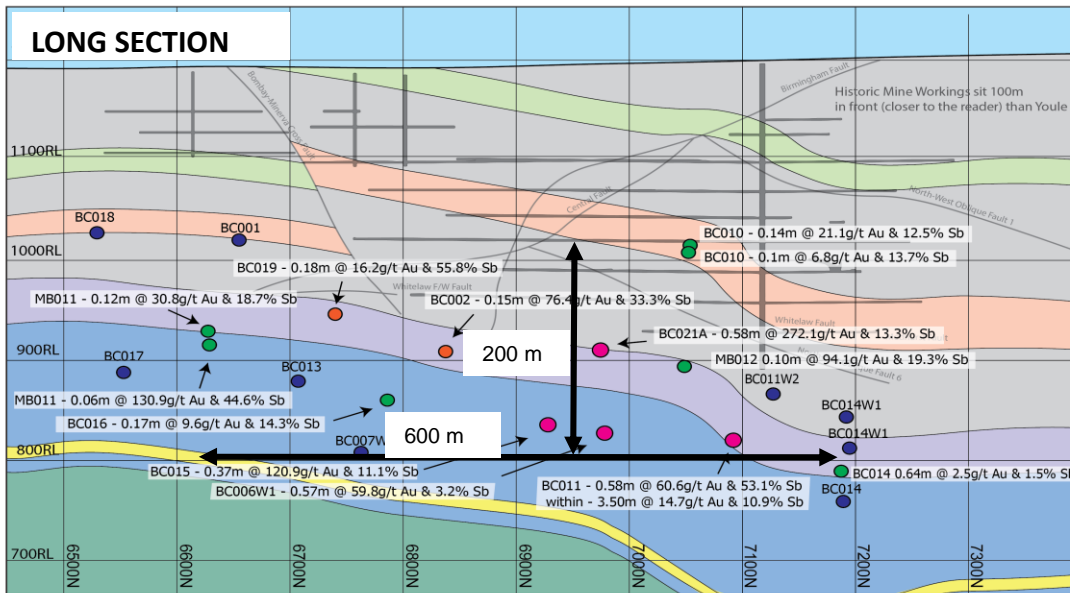 LONG SECTION
Historic Mine Workings sit 100m
in front (closer to the reader) than Youle
Birmingham Fault
Bombay-Minerva Cross Fault
1100RL
Central Fault
North-West Oblique Fault 1
BC018
BC001
BC010 - 0.14m @ 21.1g/t Au & 12.5% Sb
1000RL
BC010 - 0.1m @ 6.8g/t Au & 13.7% Sb
BC019 - 0.18m @ 16.2g/t Au & 55.8% Sb
Whitelaw F/W Fault
MB011 - 0.12m @ 30.8g/t Au & 18.7% Sb
BC002 - 0.15m @ 76.4g/t Au & 33.3% Sb
Whitelaw Fault
BC021A - 0.58m @ 272.1g/t Au & 13.3% Sb
200 m
900RL
MB012 0.10m @ 94.1g/t Au & 19.3% Sb
que Fault 6
BC017
BC013
BC011W2
MB011 - 0.06m @ 130.9g/t Au & 44.6% Sb
BC014W1
BC016 - 0.17m @ 9.6g/t Au & 14.3% Sb
600 m
BC014W1
BC007W
800RL
BC015 - 0.37m @ 120.9g/t Au & 11.1% Sb
BC014 0.64m @ 2.5g/t Au & 1.5% Sb
BC006W1 - 0.57m @ 59.8g/t Au & 3.2% Sb
BC011 - 0.58m @ 60.6g/t Au & 53.1% Sb
within - 3.50m @ 14.7g/t Au & 10.9% Sb
BC014
700RL
6500N
6600N
6700N
6800N
6900N
7000N
7100N
7200N
7300N